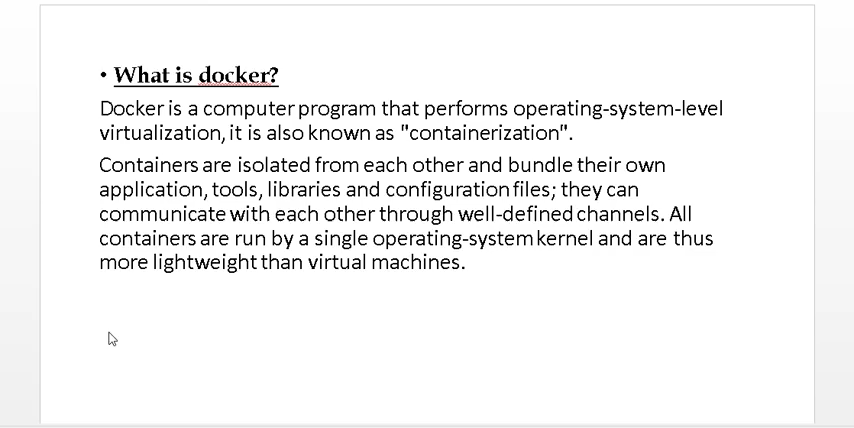 • What is docker?
Docker is a computer program that performs operating-system-level
virtualization, it is also known as "containerization".
Containers are isolated from each other and bundle their own
application, tools, libraries and configuration files; they can
communicate with each other through well-defined channels. All
containers are run by a single operating-system kernel and are thus
more lightweight than virtual machines.